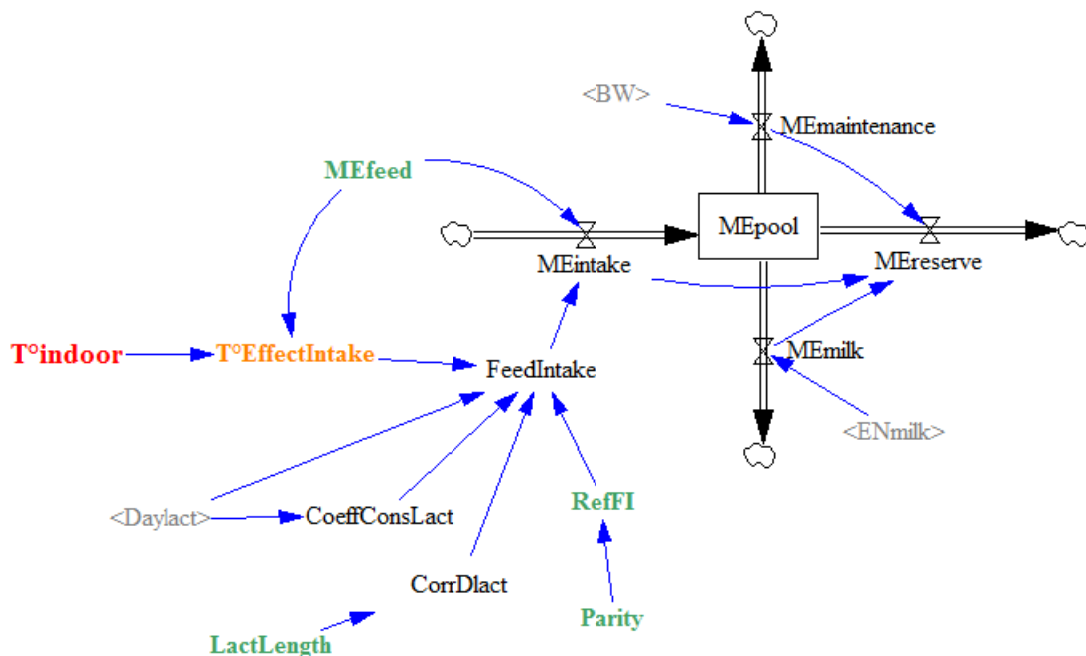 <BW>
MEmaintenance
MEfeed
MEpool
MEintake
MEreserve
T°indoor
T°EffectIntake
FeedIntake
MEmilk
<ENmilk>
<Daylact>
CoeffConsLact
RefFI
CorrDlact
Parity
LactLength